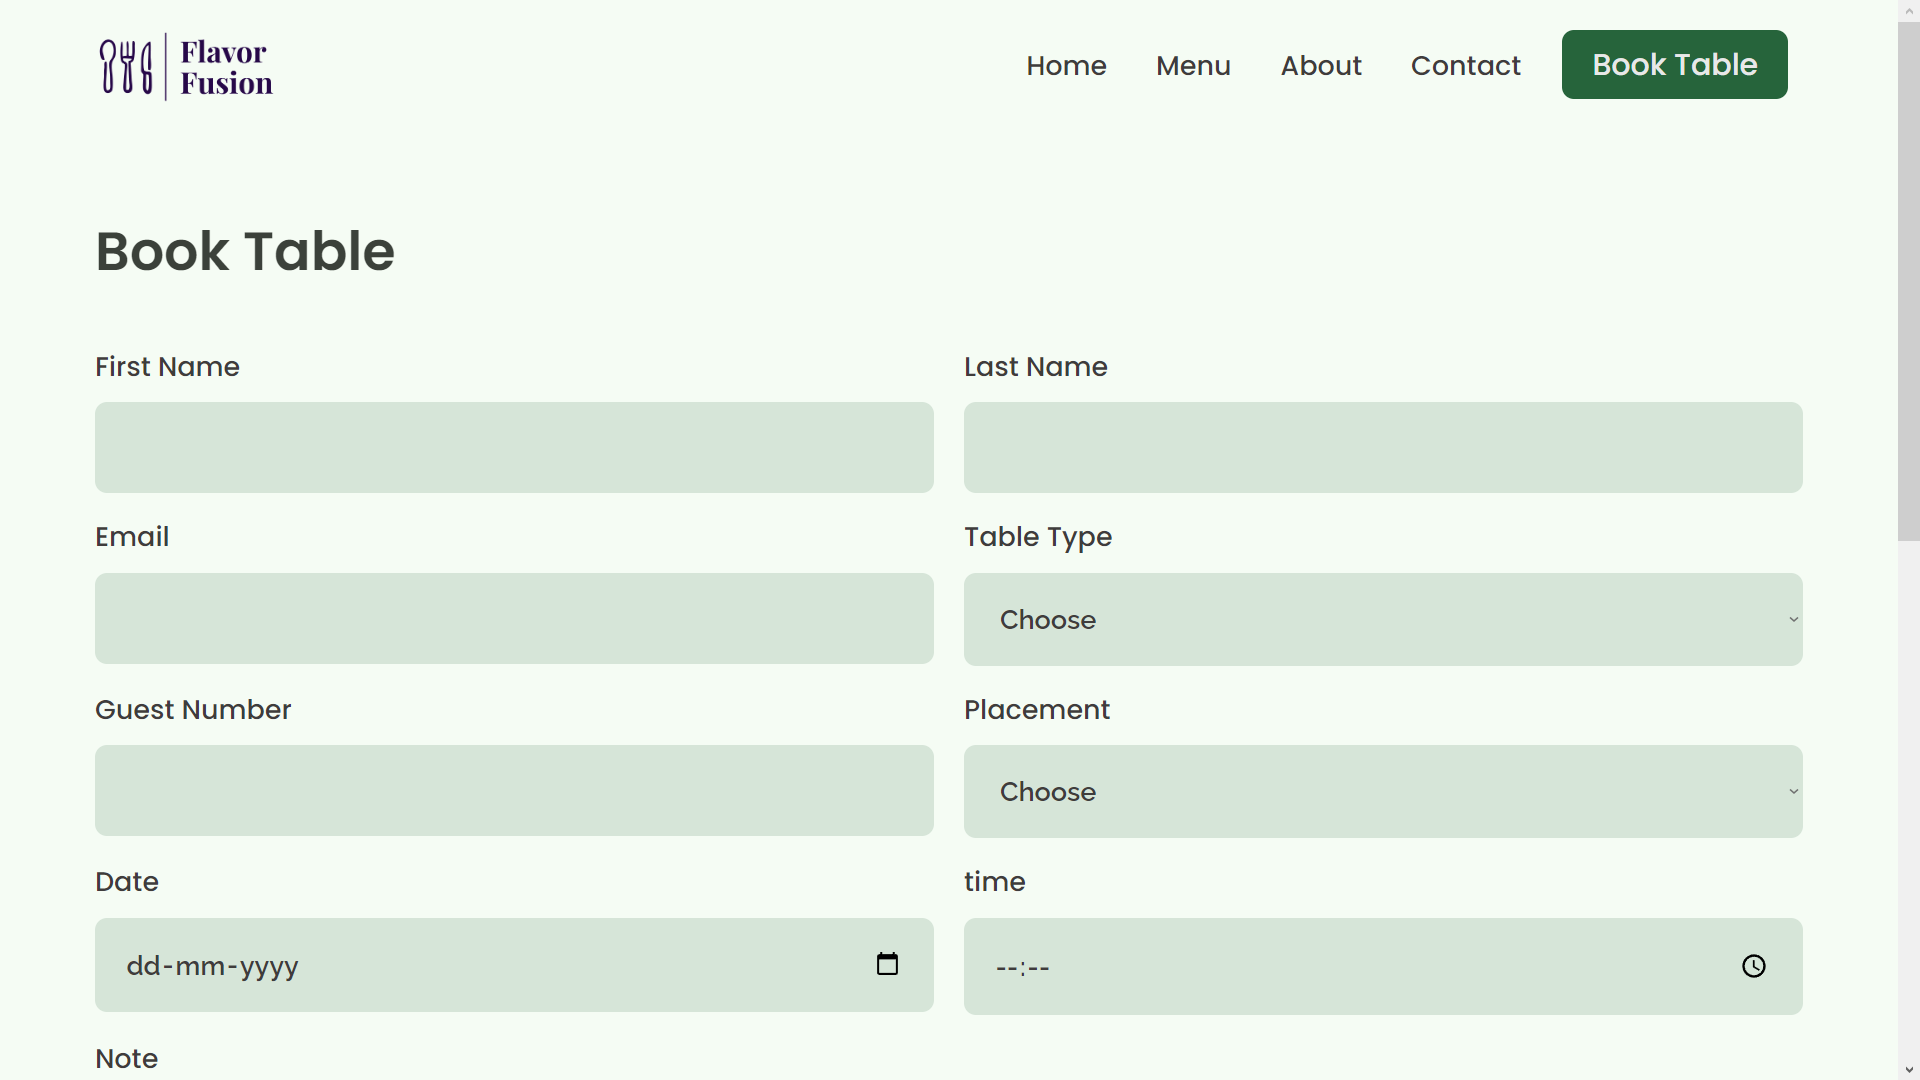 Flavor
Fusion
Home Menu About Contact Book Table
Book Table
First Name Last Name
Email Table Type
Choose
Guest Number Placement
Choose
Date time
dd-mm-yyyy --:--
Note